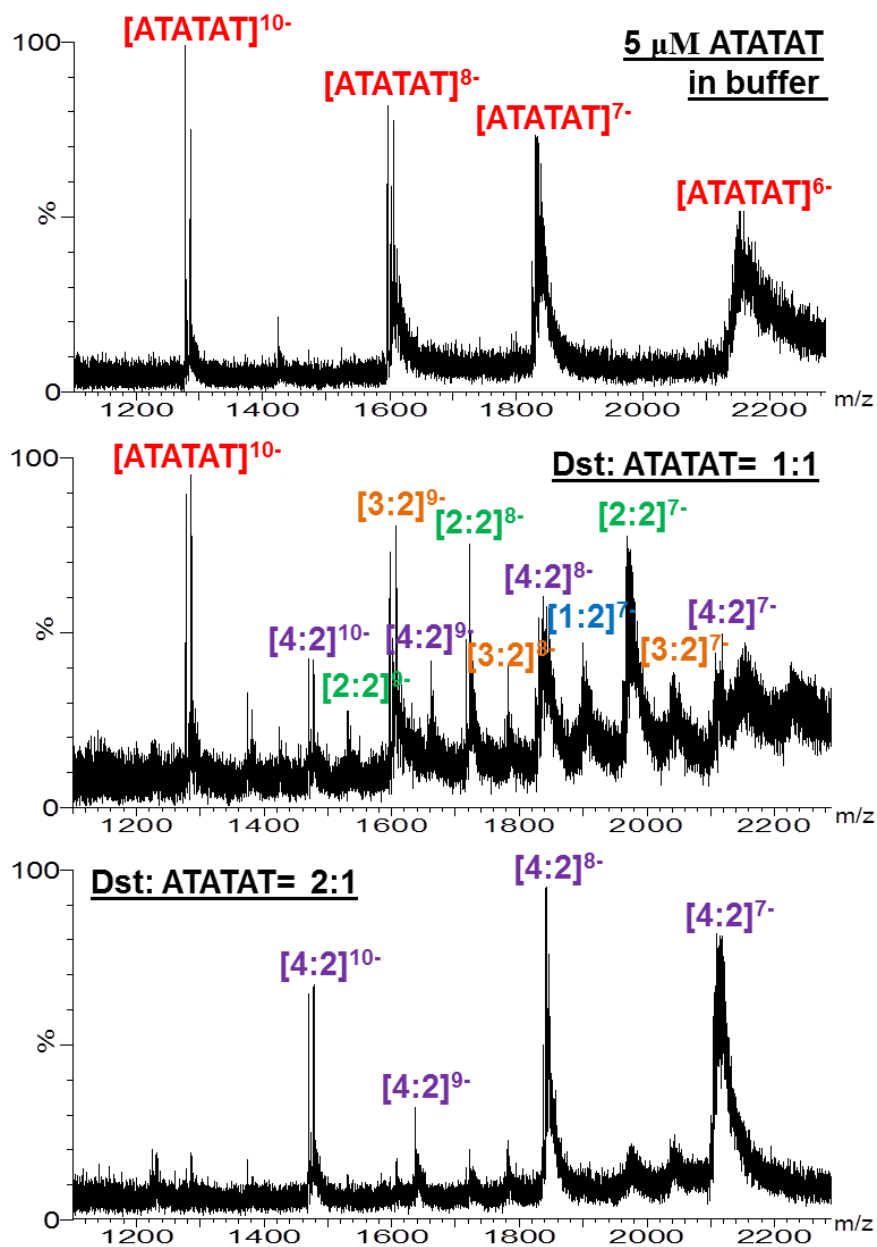 [ATATAT]10-
5 µM ATATAT
in buffer
[ATATAT]8-
[ATATAT]7-
[ATATAT]6-
100
%
0
1200 1400 1600 1800 2000 2200 m/z
[ATATAT]10-
Dst: ATATAT= 1:1
[3:2]9-
[2:2]8-
[2:2]7-
[4:2]8-
[1:2]7-
[4:2]10-
[4:2]9-
[3:2]8-
[3:2]7-
[4:2]7-
[2:2]9-
100
%
0
1200 1400 1600 1800 2000 2200 m/z
Dst: ATATAT= 2:1
[4:2]8-
[4:2]7-
[4:2]10-
[4:2]9-
100
%
0
1200 1400 1600 1800 2000 2200 m/z